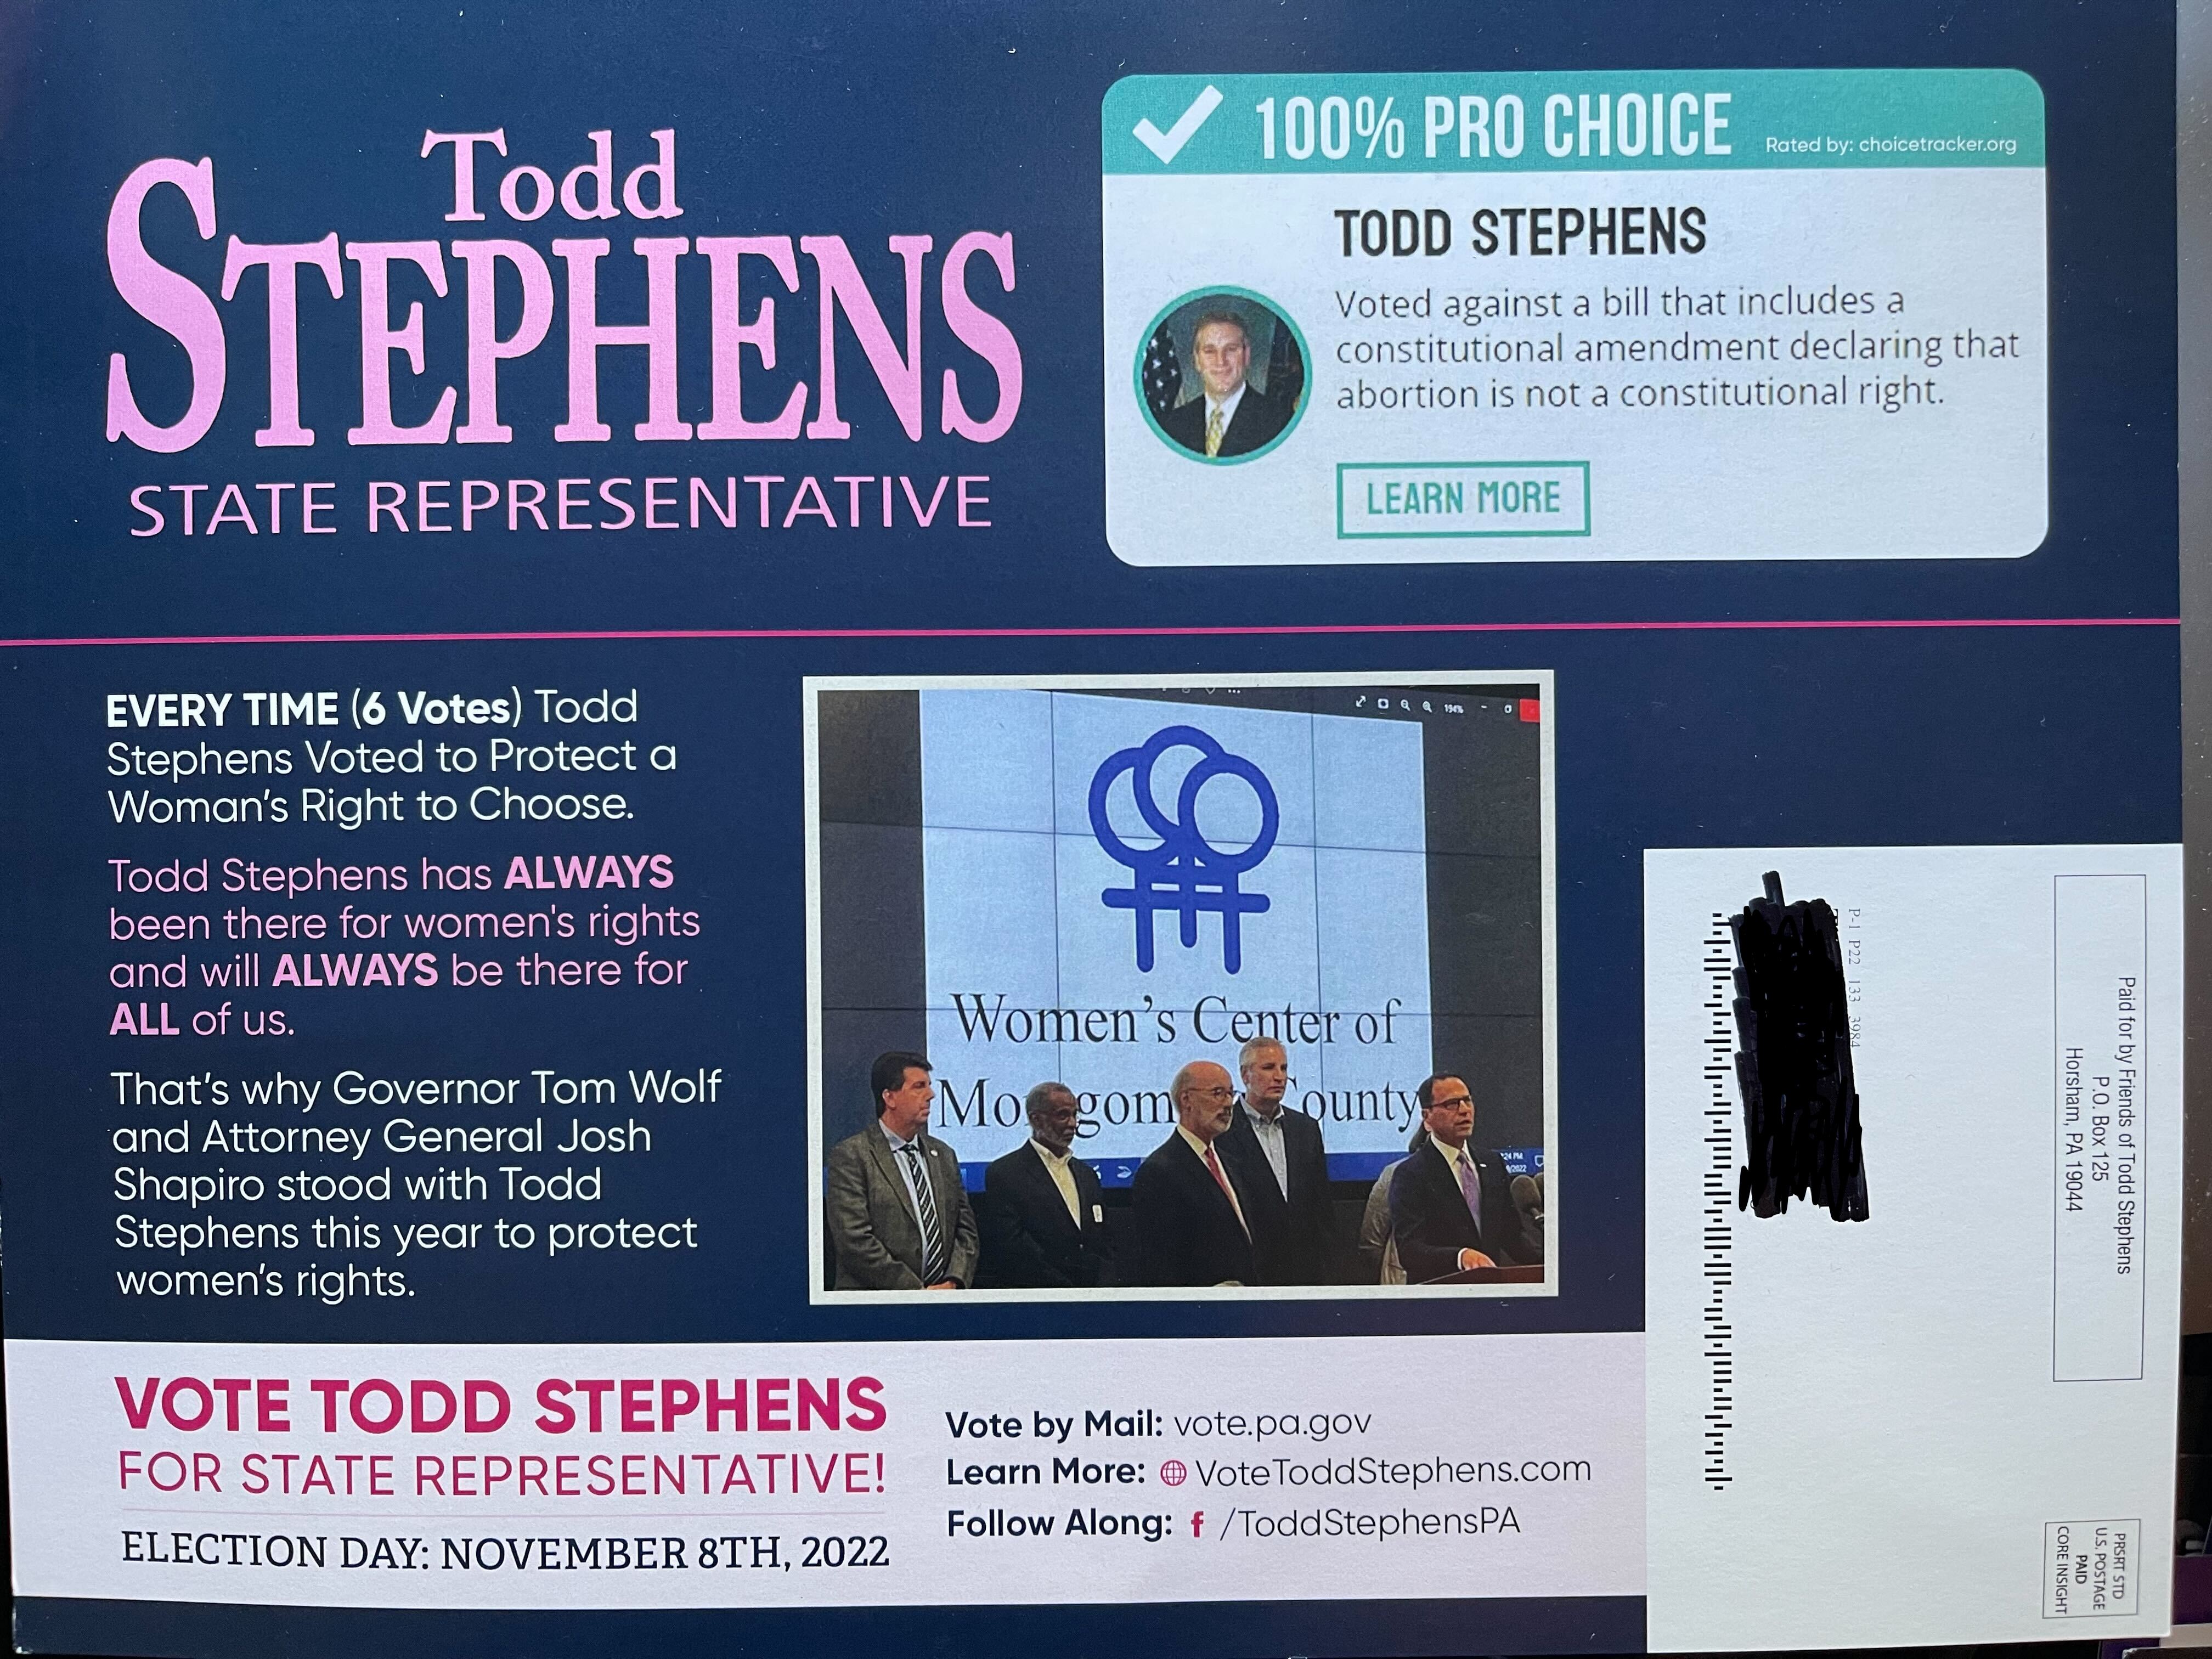 Todd
STEPHENS
STATE REPRESENTATIVE
100% PRO CHOICE
Rated by: choicetracker.org
TODD STEPHENS
Voted against a bill that includes a
constitutional amendment declaring that
abortion is not a constitutional right.
LEARN MORE
EVERY TIME (6 Votes) Todd
Stephens Voted to Protect a
Woman's Right to Choose.
Todd Stephens has ALWAYS
been there for women's rights
and will ALWAYS be there for
ALL of us.
That's why Governor Tom Wolf
and Attorney General Josh
Shapiro stood with Todd
Stephens this year to protect
women's rights.
194%
Women's Center of
VOTE TODD STEPHENS
FOR STATE REPRESENTATIVE!
ELECTION DAY: NOVEMBER 8TH, 2022
Vote by Mail: vote.pa.gov
Learn More: VoteToddStephens.com
Follow Along: f /ToddStephensPA
P-1 P22 133 3984
Paid for by Friends of Todd Stephens
P.O. Box 125
Horsham, PA 19044
PRSRT STD
U.S. POSTAGE
PAID
CORE INSIGHT